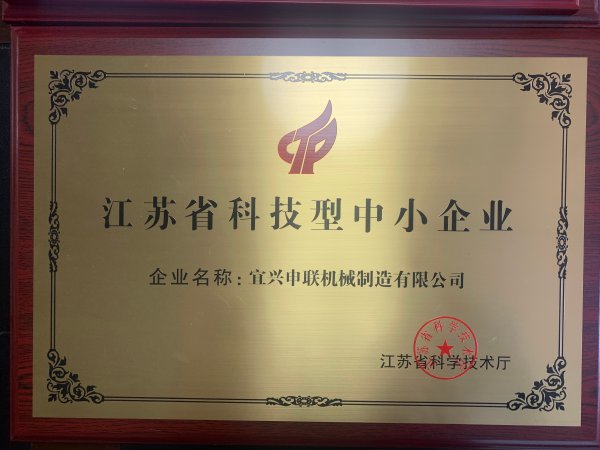 江苏省科技型中小企业
企业名称：宜兴申联机械制造有限公司
江苏省科学技术厅